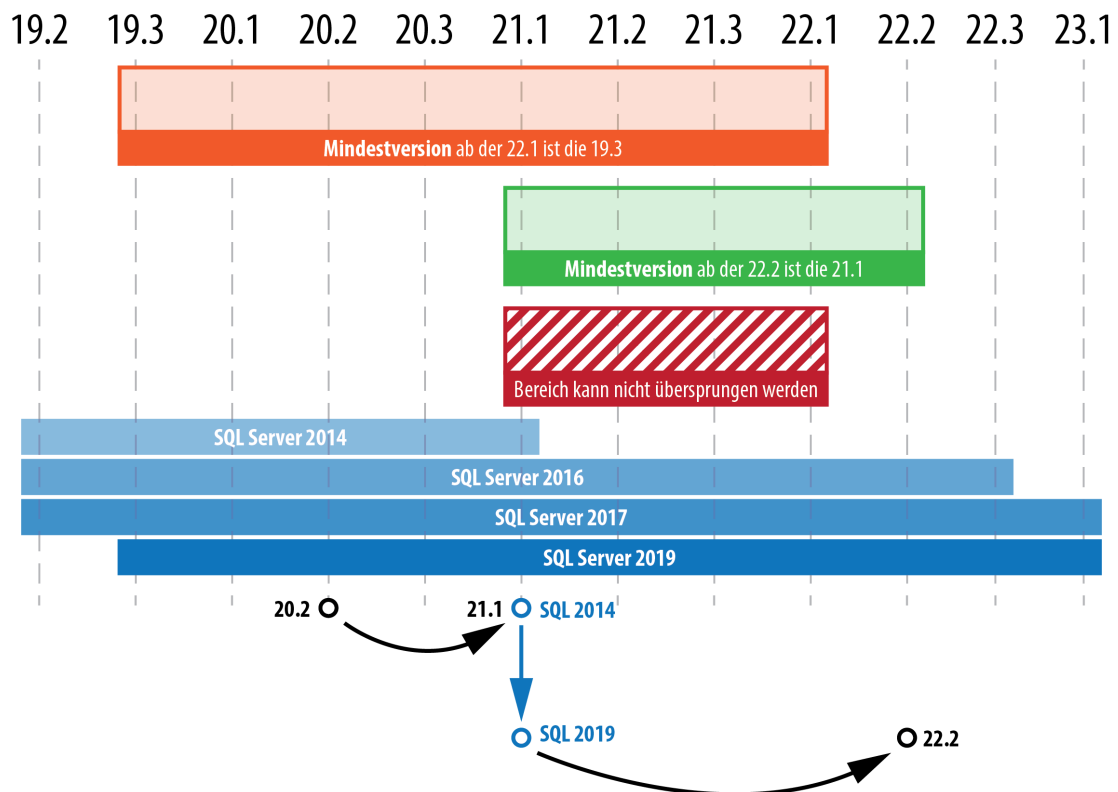 19.2 19.3 20.1 20.2 20.3 21.1 21.2 21.3 22.1 22.2 22.3 23.1
Mindestversion ab der 22.1 ist die 19.3
Mindestversion ab der 22.2 ist die 21.1
Bereich kann nicht übersprungen werden
SQL Server 2014
SQL Server 2016
SQL Server 2017
SQL Server 2019
20.2 21.1 SQL 2014
SQL 2019 22.2